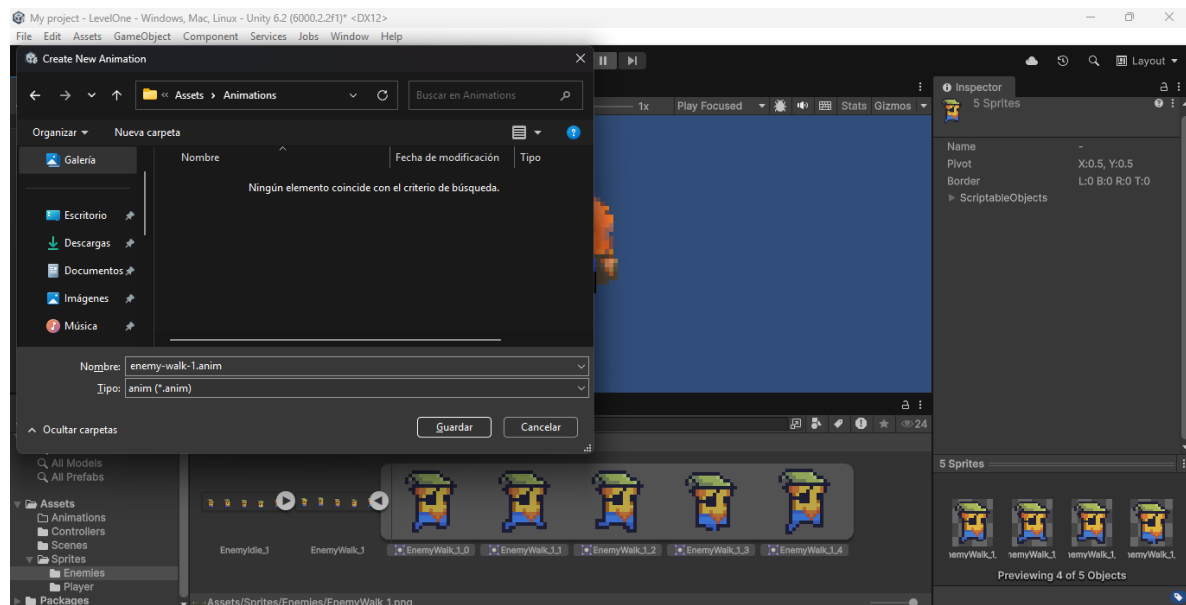 My project - LevelOne - Windows, Mac, Linux - Unity 6.2 (6000.2.2f1)* <DX12>
File Edit Assets GameObject Component Services Jobs Window Help
Create New Animation
Layout
« Assets › Animations
Buscar en Animations
Inspector
1x Play Focused Stats Gizmos
5 Sprites
Organizar Nueva carpeta
Name -
Galería
Nombre Fecha de modificación Tipo
Pivot X:0.5, Y:0.5
Ningún elemento coincide con el criterio de búsqueda.
Border L:0 B:0 R:0 T:0
ScriptableObjects
Escritorio
Descargas
Documentos
Imágenes
Música
Nombre: enemy-walk-1.anim
Tipo: anim (*.anim)
Ocultar carpetas
Guardar Cancelar
24
All Models
All Prefabs
5 Sprites
Assets
Animations
Controllers
Scenes
Sprites
Enemies
Player
Packages
EnemyIdle_1 EnemyWalk_1 EnemyWalk_1_0 EnemyWalk_1_1 EnemyWalk_1_2 EnemyWalk_1_3 EnemyWalk_1_4
Previewing 4 of 5 Objects
Assets/Sprites/Enemies/EnemyWalk 1.png